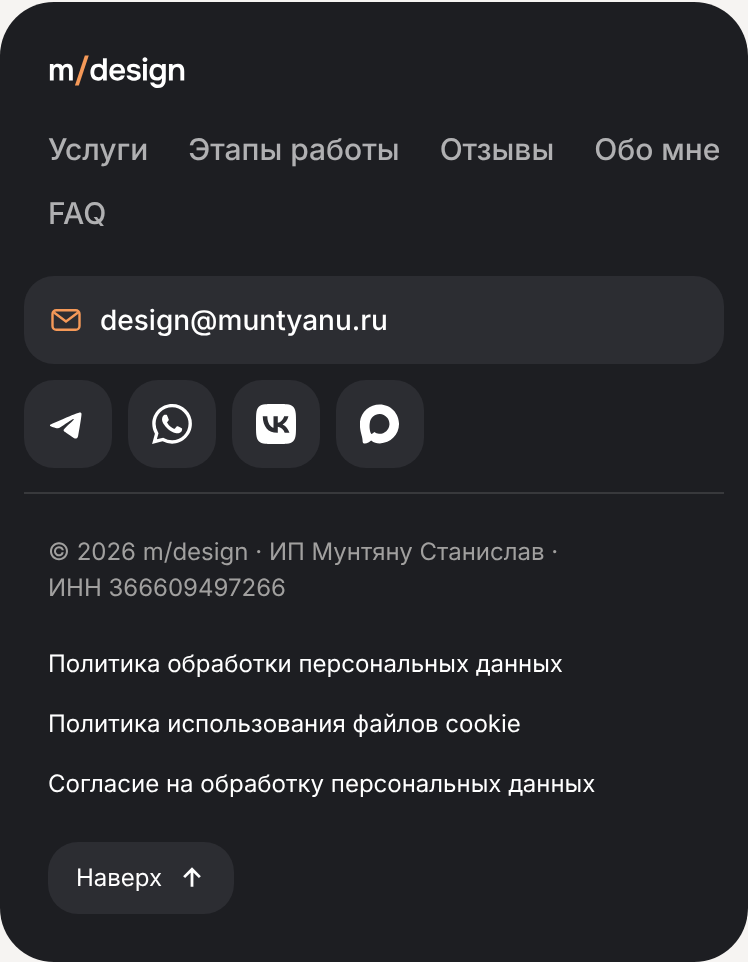 m/design
Услуги Этапы работы Отзывы Обо мне
FAQ
design@muntyanu.ru
© 2026 m/design · ИП Мунтяну Станислав ·
ИНН 366609497266
Политика обработки персональных данных
Политика использования файлов cookie
Согласие на обработку персональных данных
Наверх ↑